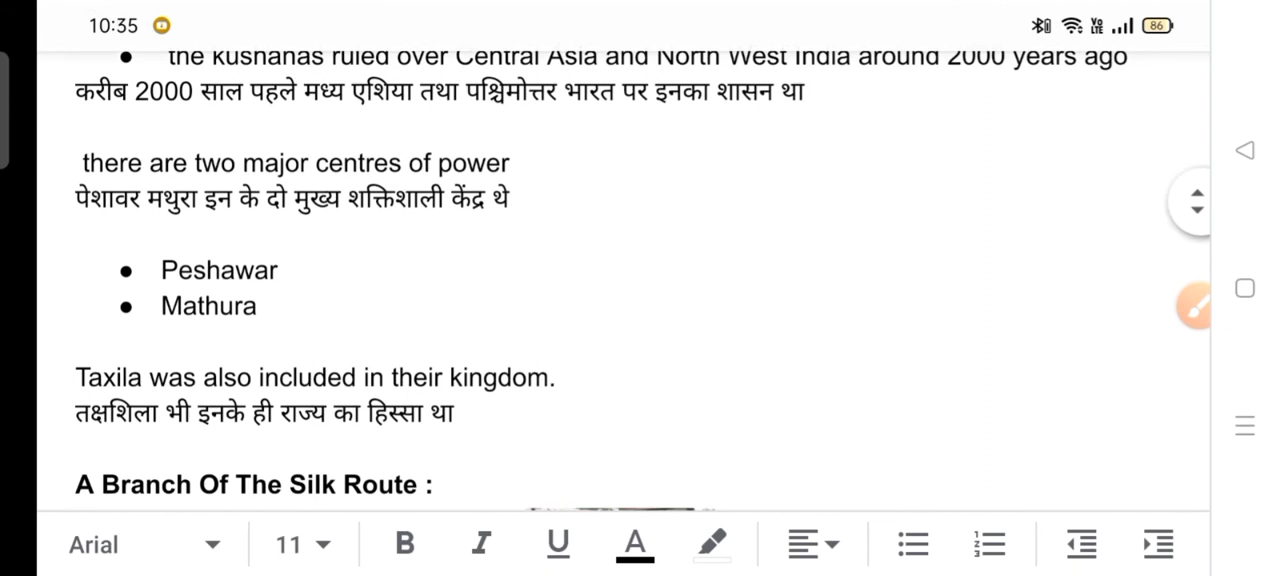 10:35
Vo
LTE
86
the kushanas ruled over Central Asia and North West India around 2000 years ago
करीब 2000 साल पहले मध्य एशिया तथा पश्चिमोत्तर भारत पर इनका शासन था
there are two major centres of power
पेशावर मथुरा इन के दो मुख्य शक्तिशाली केंद्र थे
● Peshawar
● Mathura
Taxila was also included in their kingdom.
तक्षशिला भी इनके ही राज्य का हिस्सा था
A Branch Of The Silk Route :
Arial 11 B I U A